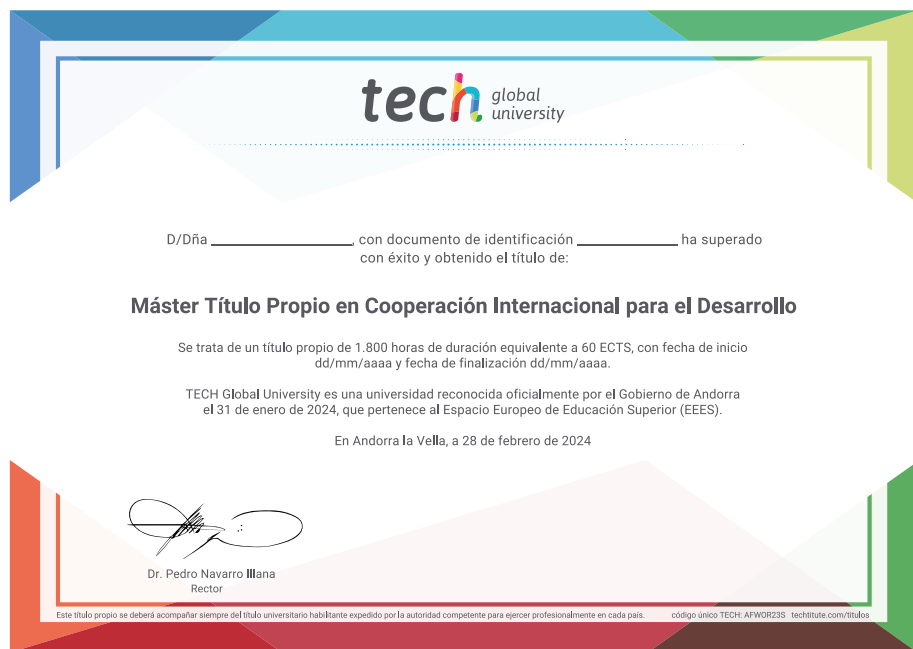 tech global
university
D/Dña ____________, con documento de identificación ____________ ha superado
con éxito y obtenido el título de:
Máster Título Propio en Cooperación Internacional para el Desarrollo
Se trata de un título propio de 1.800 horas de duración equivalente a 60 ECTS, con fecha de inicio
dd/mm/aaaa y fecha de finalización dd/mm/aaaa.
TECH Global University es una universidad reconocida oficialmente por el Gobierno de Andorra
el 31 de enero de 2024, que pertenece al Espacio Europeo de Educación Superior (EEES).
En Andorra la Vella, a 28 de febrero de 2024
Dr. Pedro Navarro Illana
Rector
Este título propio se deberá acompañar siempre del título universitario habilitante expedido por la autoridad competente para ejercer profesionalmente en cada país. código único TECH: AFWOR23S techtitute.com/titulos